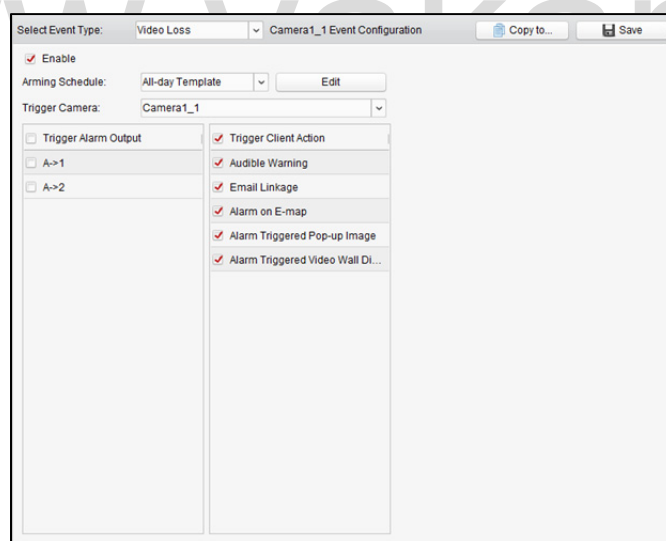 Select Event Type: Video Loss Camera1_1 Event Configuration Copy to... Save
Enable
Arming Schedule: All-day Template Edit
Trigger Camera: Camera1_1
Trigger Alarm Output Trigger Client Action
A->1 Audible Warning
A->2 Email Linkage
Alarm on E-map
Alarm Triggered Pop-up Image
Alarm Triggered Video Wall Di...